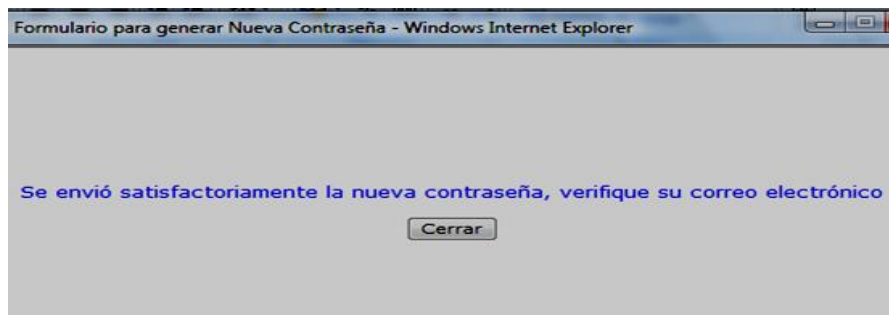 Formulario para generar Nueva Contraseña - Windows Internet Explorer
Se envió satisfactoriamente la nueva contraseña, verifique su correo electrónico
Cerrar